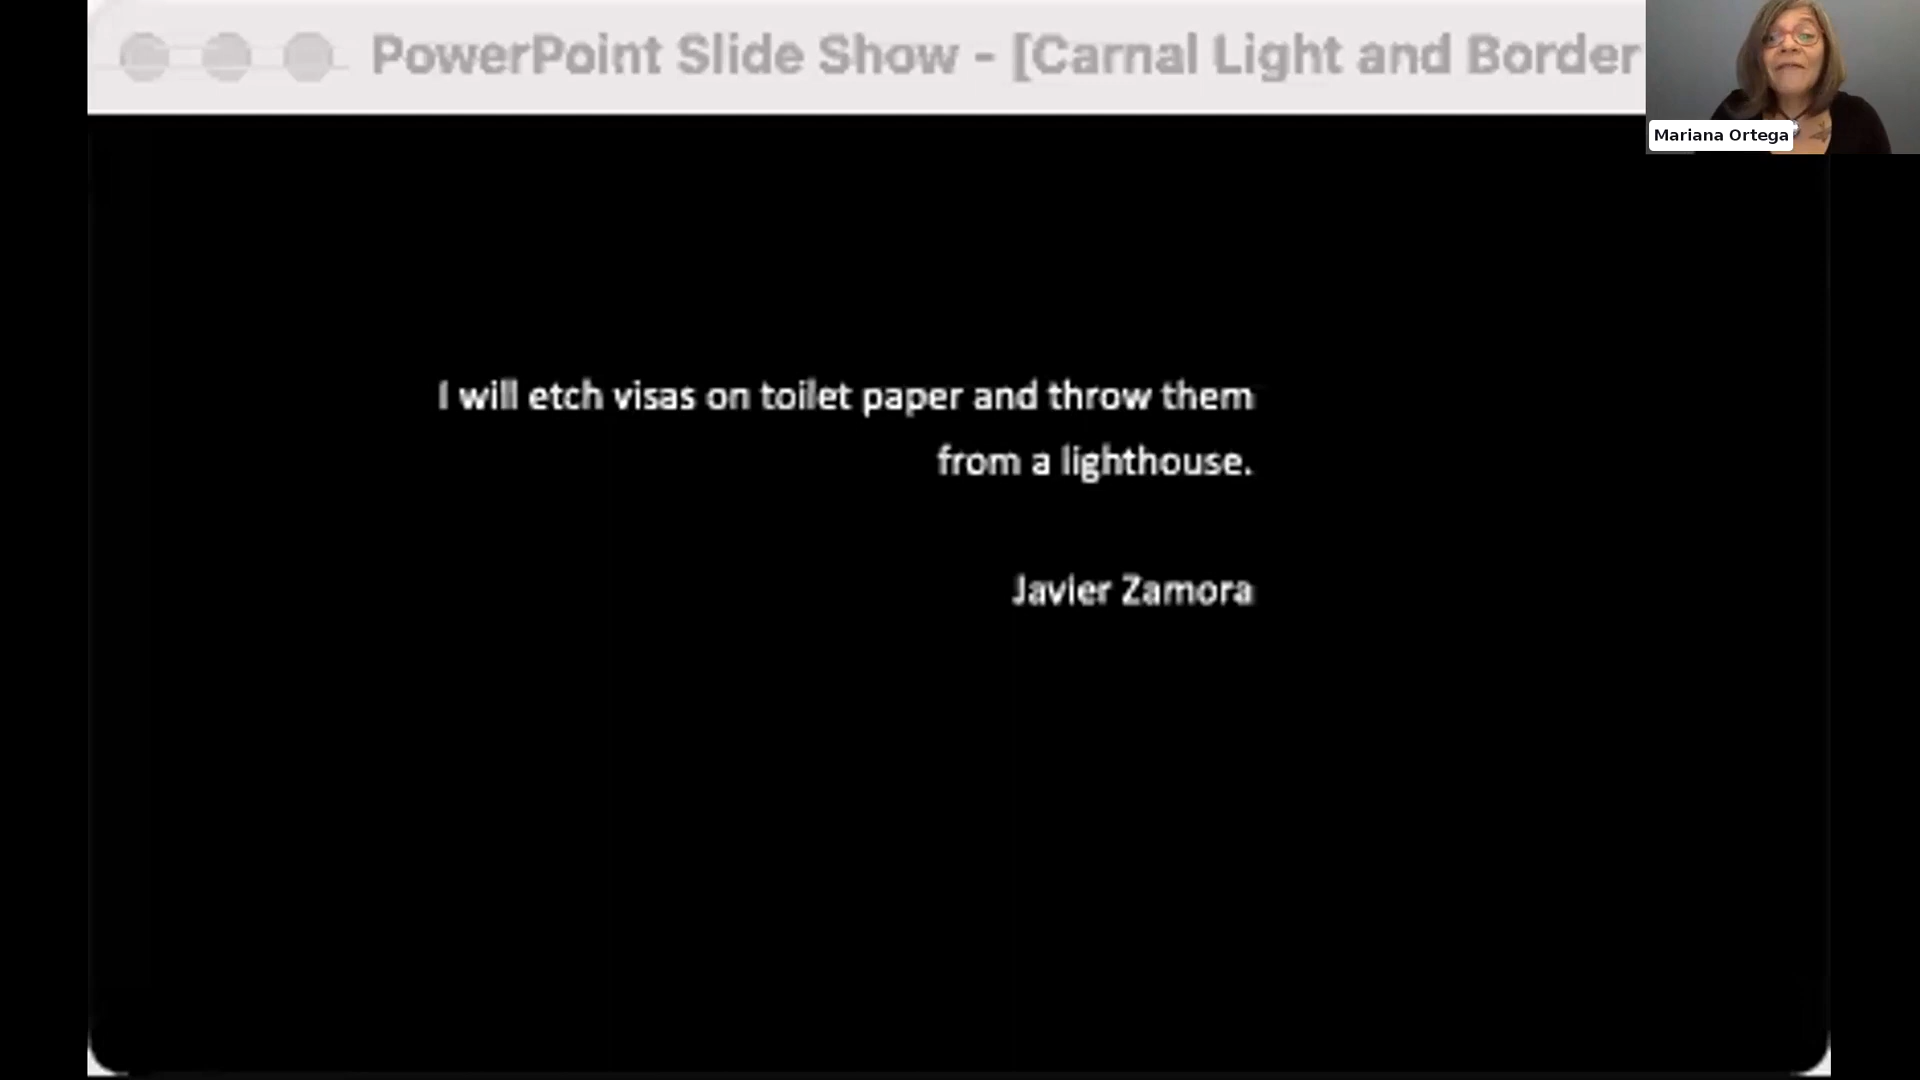 PowerPoint Slide Show - [Carnal Light and Border
Mariana Ortega
I will etch visas on toilet paper and throw them
from a lighthouse.
Javier Zamora